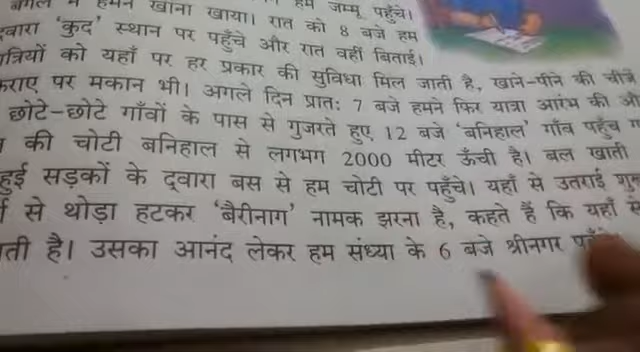 हमने खाना खाया। रात को 8 बजे हम जम्मू पहुँचे।
'कुद' स्थान पर पहुँचे और रात वहीं बिताई।
को यहाँ पर हर प्रकार की सुविधा मिल जाती है, खाने-पीने की चीज़ें
पर मकान भी। अगले दिन प्रात: 7 बजे हमने फिर यात्रा आरंभ की
छोटे-छोटे गाँवों के पास से गुजरते हुए 12 बजे 'बनिहाल' गाँव पहुँच
की चोटी बनिहाल से लगभग 2000 मीटर ऊँची है। बल खाती
हुई सड़कों के द्वारा बस से हम चोटी पर पहुँचे। यहाँ से उतराई
से थोड़ा हटकर 'बैरीनाग' नामक झरना है, कहते हैं कि यहाँ
है। उसका आनंद लेकर हम संध्या के 6 बजे श्रीनगर